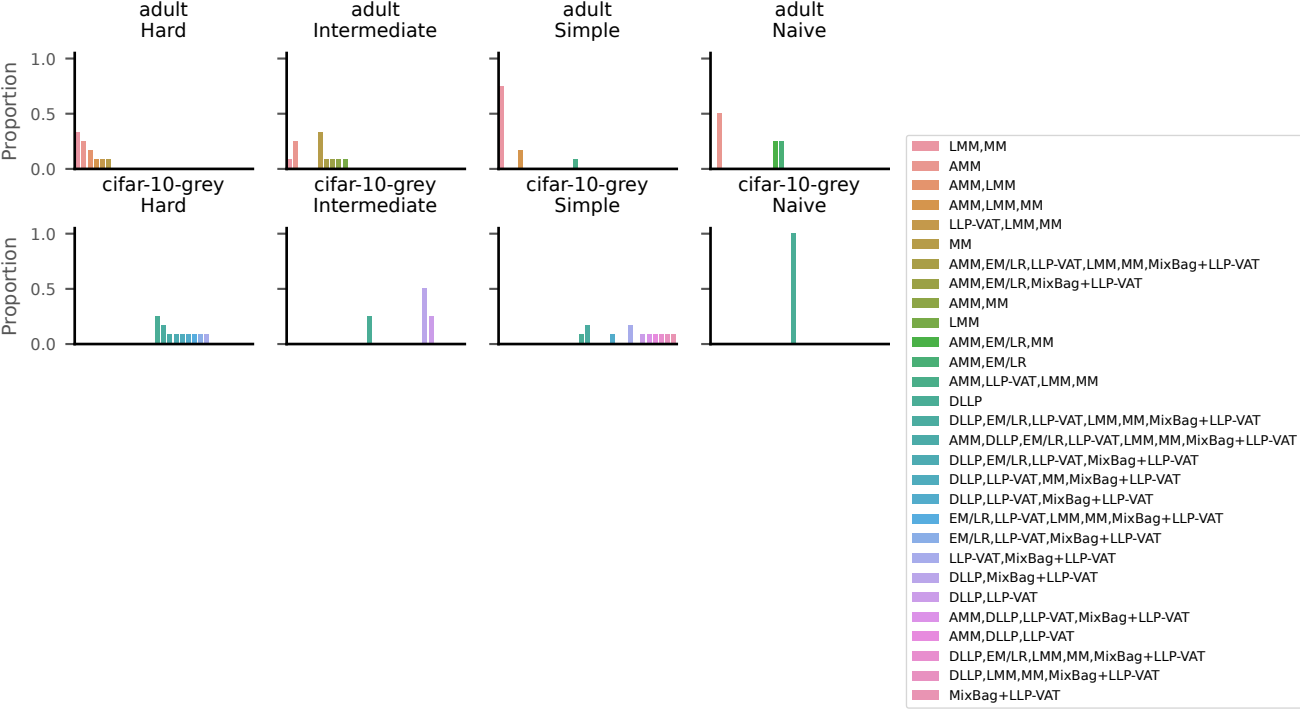 adult
Hard
adult
Intermediate
adult
Simple
adult
Naive
Proportion
1.0
0.5
0.0
cifar-10-grey
Hard
cifar-10-grey
Intermediate
cifar-10-grey
Simple
cifar-10-grey
Naive
Proportion
1.0
0.5
0.0
LMM,MM
AMM
AMM,LMM
AMM,LMM,MM
LLP-VAT,LMM,MM
MM
AMM,EM/LR,LLP-VAT,LMM,MM,MixBag+LLP-VAT
AMM,EM/LR,MixBag+LLP-VAT
AMM,MM
LMM
AMM,EM/LR,MM
AMM,EM/LR
AMM,LLP-VAT,LMM,MM
DLLP
DLLP,EM/LR,LLP-VAT,LMM,MM,MixBag+LLP-VAT
AMM,DLLP,EM/LR,LLP-VAT,LMM,MM,MixBag+LLP-VAT
DLLP,EM/LR,LLP-VAT,MixBag+LLP-VAT
DLLP,LLP-VAT,MM,MixBag+LLP-VAT
DLLP,LLP-VAT,MixBag+LLP-VAT
EM/LR,LLP-VAT,LMM,MM,MixBag+LLP-VAT
EM/LR,LLP-VAT,MixBag+LLP-VAT
LLP-VAT,MixBag+LLP-VAT
DLLP,MixBag+LLP-VAT
DLLP,LLP-VAT
AMM,DLLP,LLP-VAT,MixBag+LLP-VAT
AMM,DLLP,LLP-VAT
DLLP,EM/LR,LMM,MM,MixBag+LLP-VAT
DLLP,LMM,MM,MixBag+LLP-VAT
MixBag+LLP-VAT